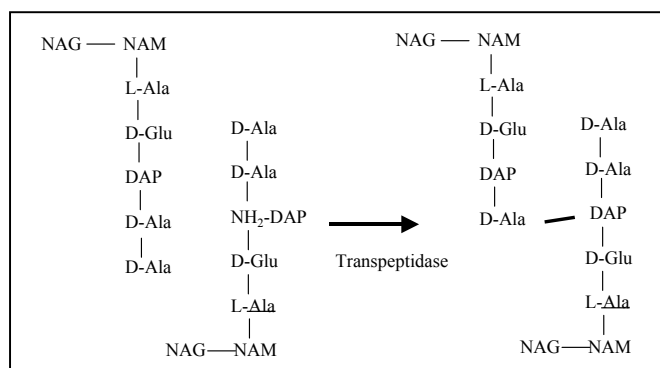 NAG — NAM
L-Ala
D-Glu
DAP
D-Ala
D-Ala
D-Ala
D-Ala
NH₂-DAP
D-Glu
L-Ala
NAG—NAM
Transpeptidase
NAG — NAM
L-Ala
D-Glu
DAP
D-Ala
D-Ala
D-Ala
DAP
D-Glu
L-Ala
NAG—NAM